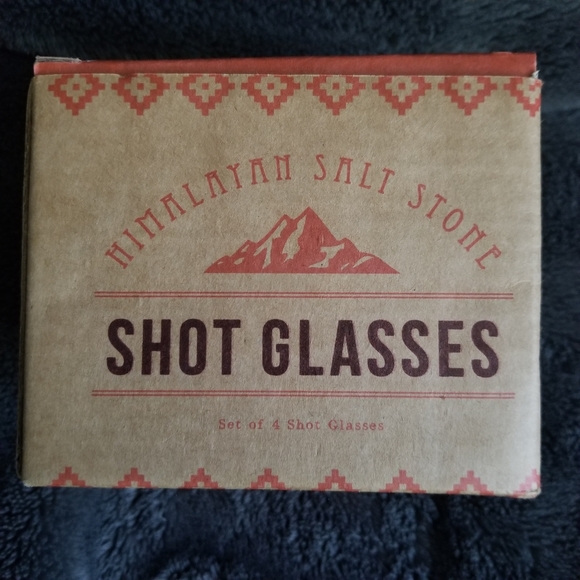 HIMALAYAN SALT STONE
SHOT GLASSES
Set of 4 Shot Glasses